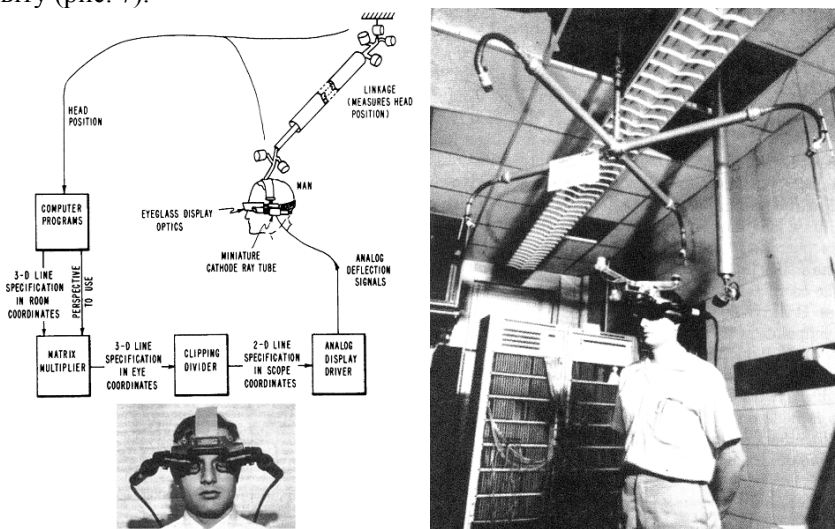 (рис. 7).
LINKAGE
(MEASURES HEAD
POSITION)
HEAD
POSITION
MAN
EYEGLASS DISPLAY
OPTICS
MINIATURE
CATHODE RAY TUBE
COMPUTER
PROGRAMS
ANALOG
DEFLECTION
SIGNALS
3-D LINE
SPECIFICATION
IN ROOM
COORDINATES
PERSPECTIVE
TO USE
MATRIX
MULTIPLIER
3-D LINE
SPECIFICATION
IN EYE
COORDINATES
CLIPPING
DIVIDER
2-D LINE
SPECIFICATION
IN SCOPE
COORDINATES
ANALOG
DISPLAY
DRIVER